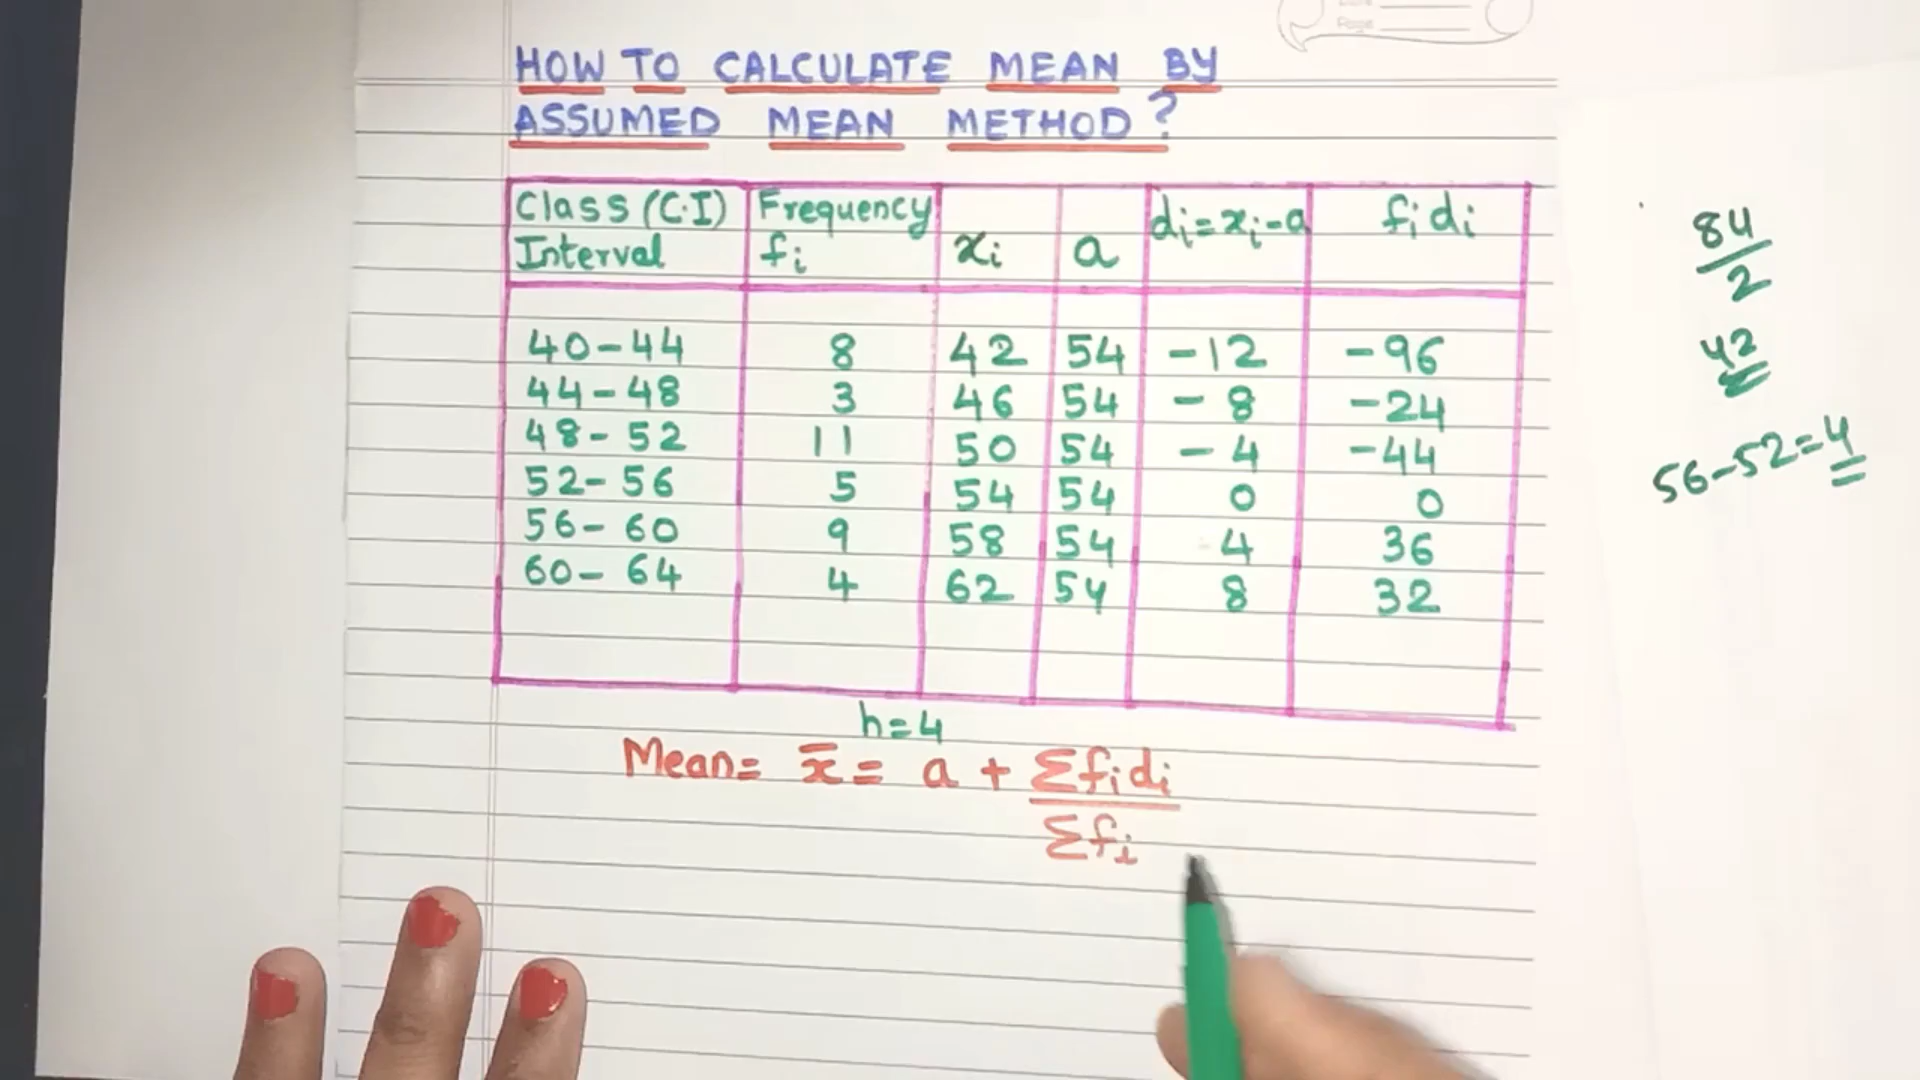 Page
HOW TO CALCULATE MEAN BY
ASSUMED MEAN METHOD?
Class (C.I) Interval Frequency fi xi a di=xi-a fidi
40-44 8 42 54 -12 -96
44-48 3 46 54 -8 -24
48-52 11 50 54 -4 -44
52-56 5 54 54 0 0
56-60 9 58 54 4 36
60-64 4 62 54 8 32
h=4
Mean= x̄ = a + Σfidi
Σfi
84
2
42
56-52=4